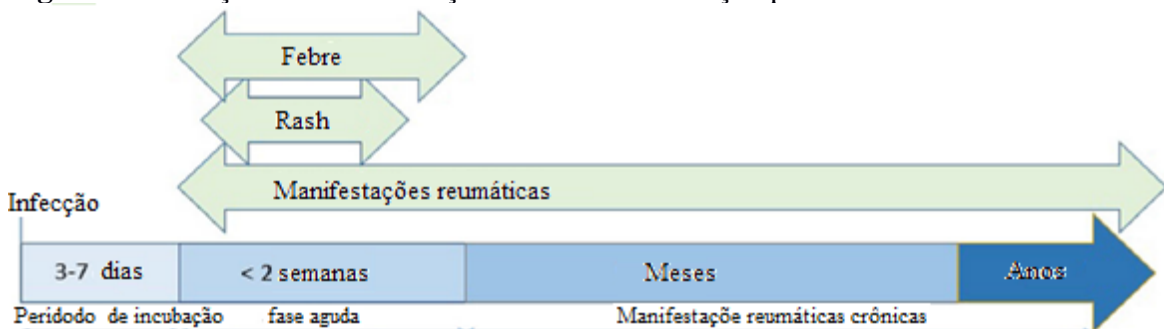 Febre
Rash
Manifestações reumáticas
Infecção
3-7 dias < 2 semanas Meses Anos
Peridodo de incubação fase aguda Manifestaçõe reumáticas crônicas